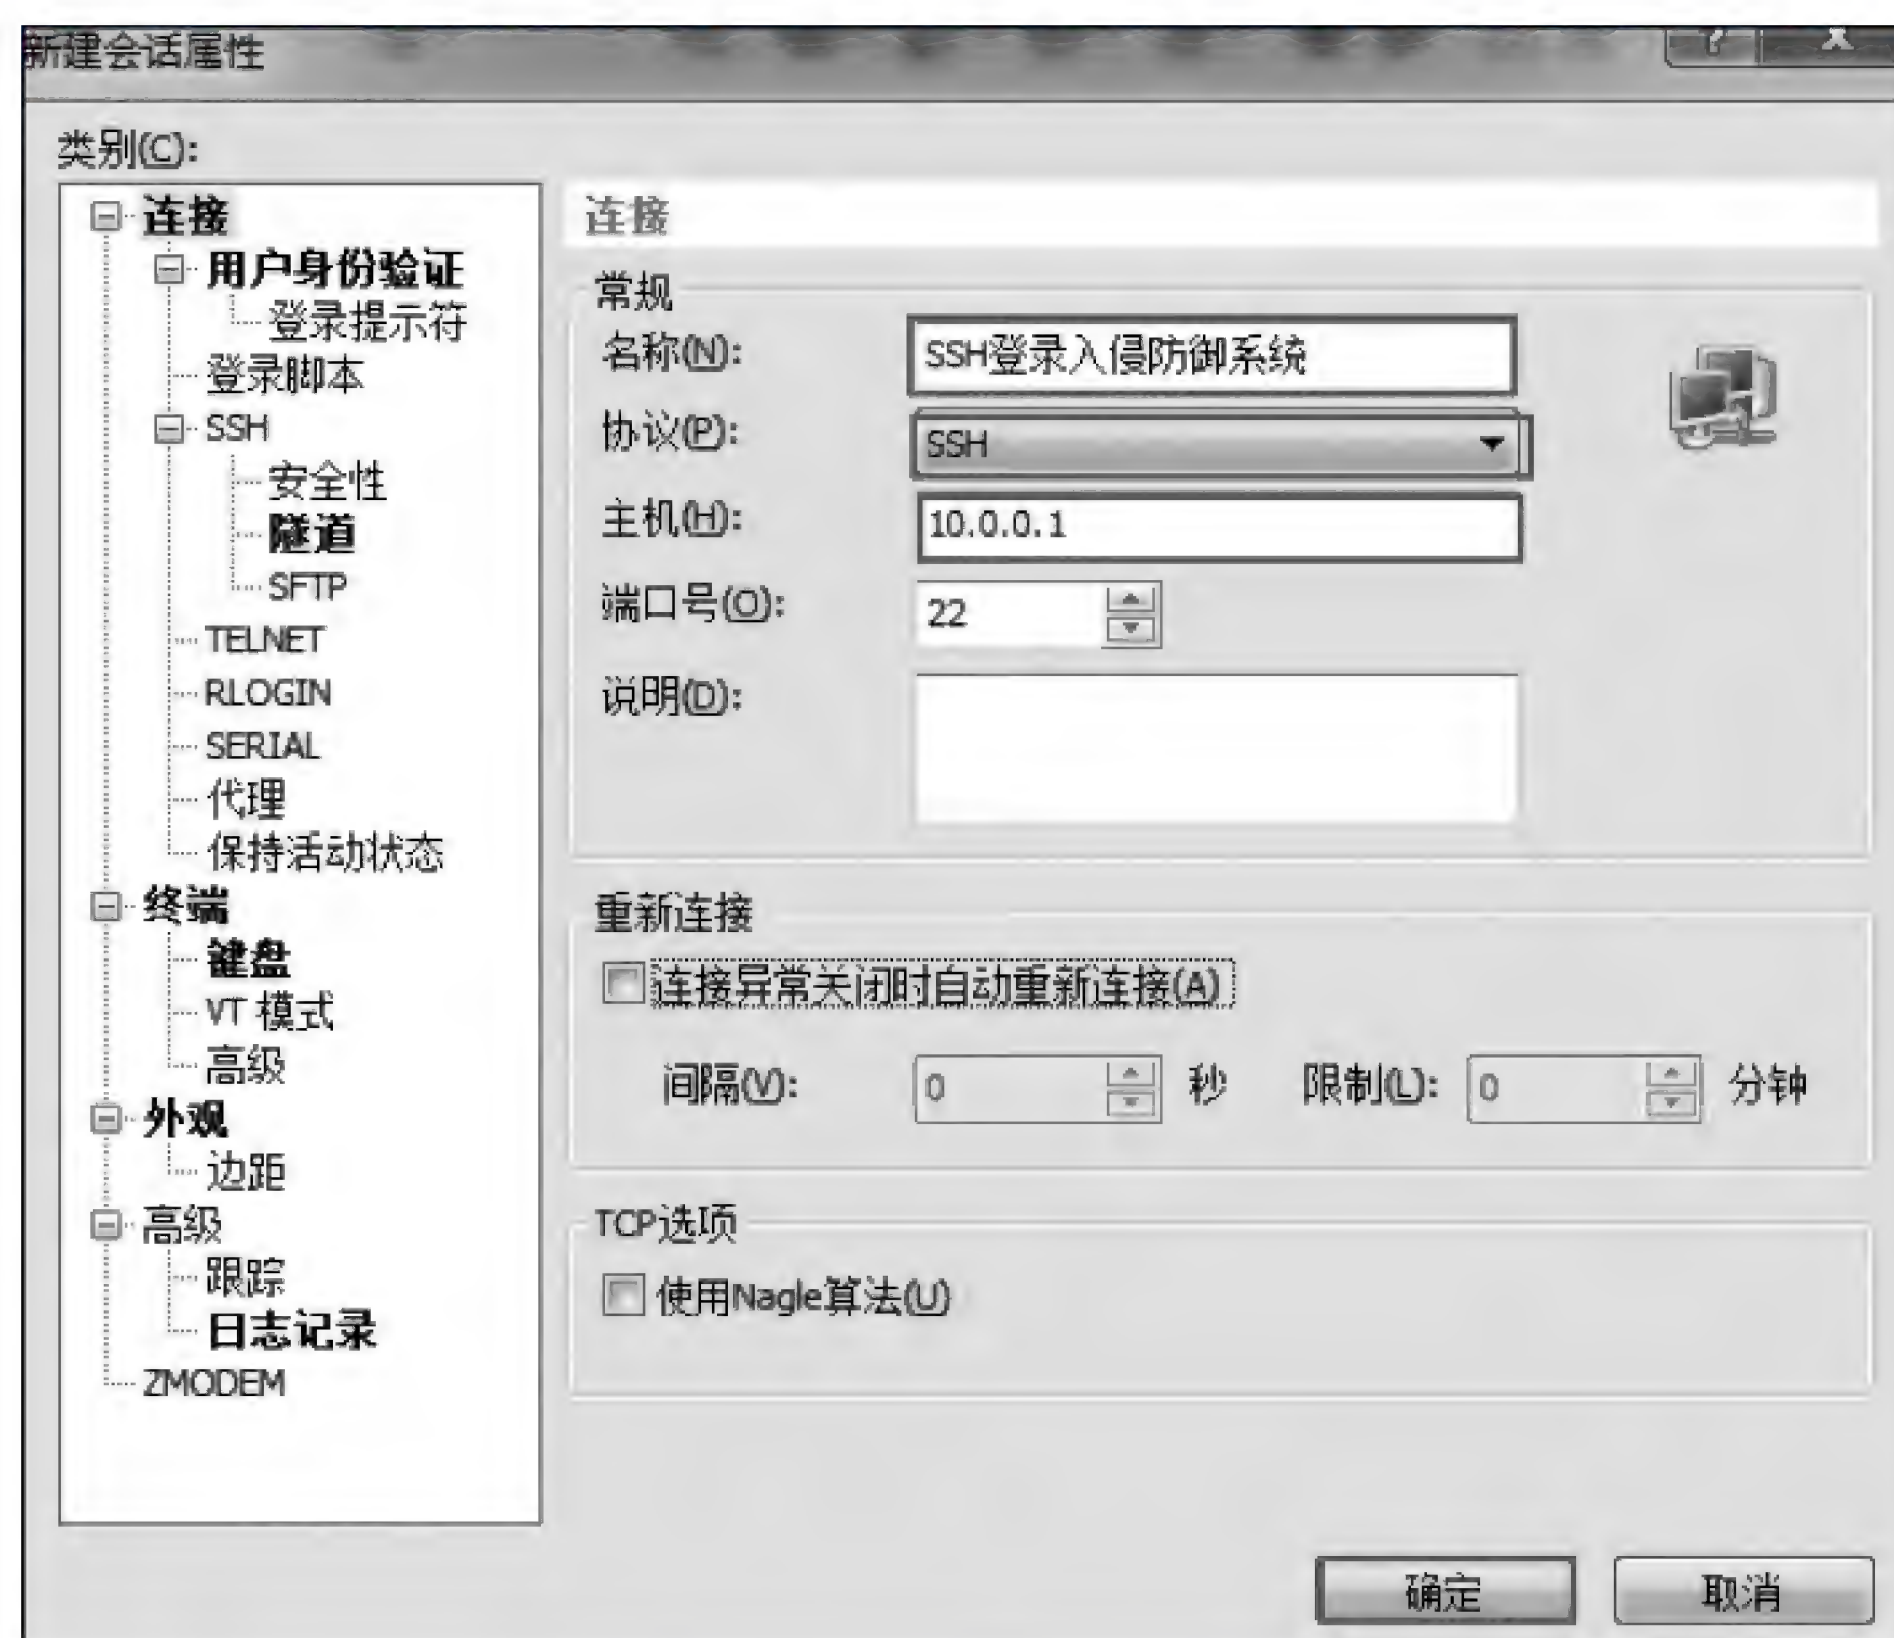 新建会话属性
类别(C):
连接
用户身份验证
登录提示符
登录脚本
SSH
安全性
隧道
SFTP
TELNET
RLOGIN
SERIAL
代理
保持活动状态
终端
键盘
VT 模式
高级
外观
边距
高级
跟踪
日志记录
ZMODEM
连接
常规
名称(N): SSH登录入侵防御系统
协议(P): SSH
主机(H): 10.0.0.1
端口号(O): 22
说明(D):
重新连接
连接异常关闭时自动重新连接(A)
间隔(V): 0 秒 限制(L): 0 分钟
TCP选项
使用Nagle算法(U)
确定 取消